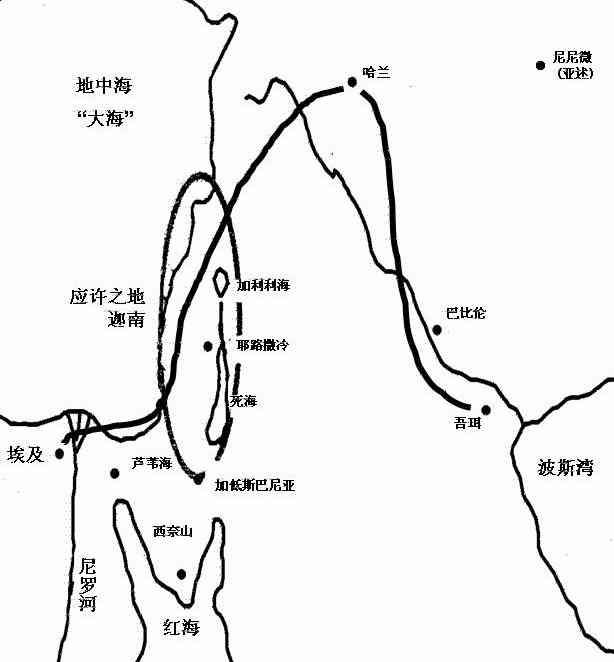 地中海
“大海”
哈兰
尼尼微
(亚述)
应许之地
迦南
加利利海
耶路撒冷
巴比伦
死海
吾珥
埃及
芦苇海
加低斯巴尼亚
波斯湾
西奈山
尼罗河
红海